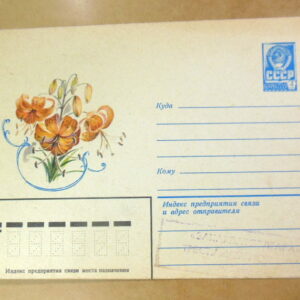 СССР
Куда
Кому
Индекс предприятия связи
и адрес отправителя
Индекс предприятия связи места назначения